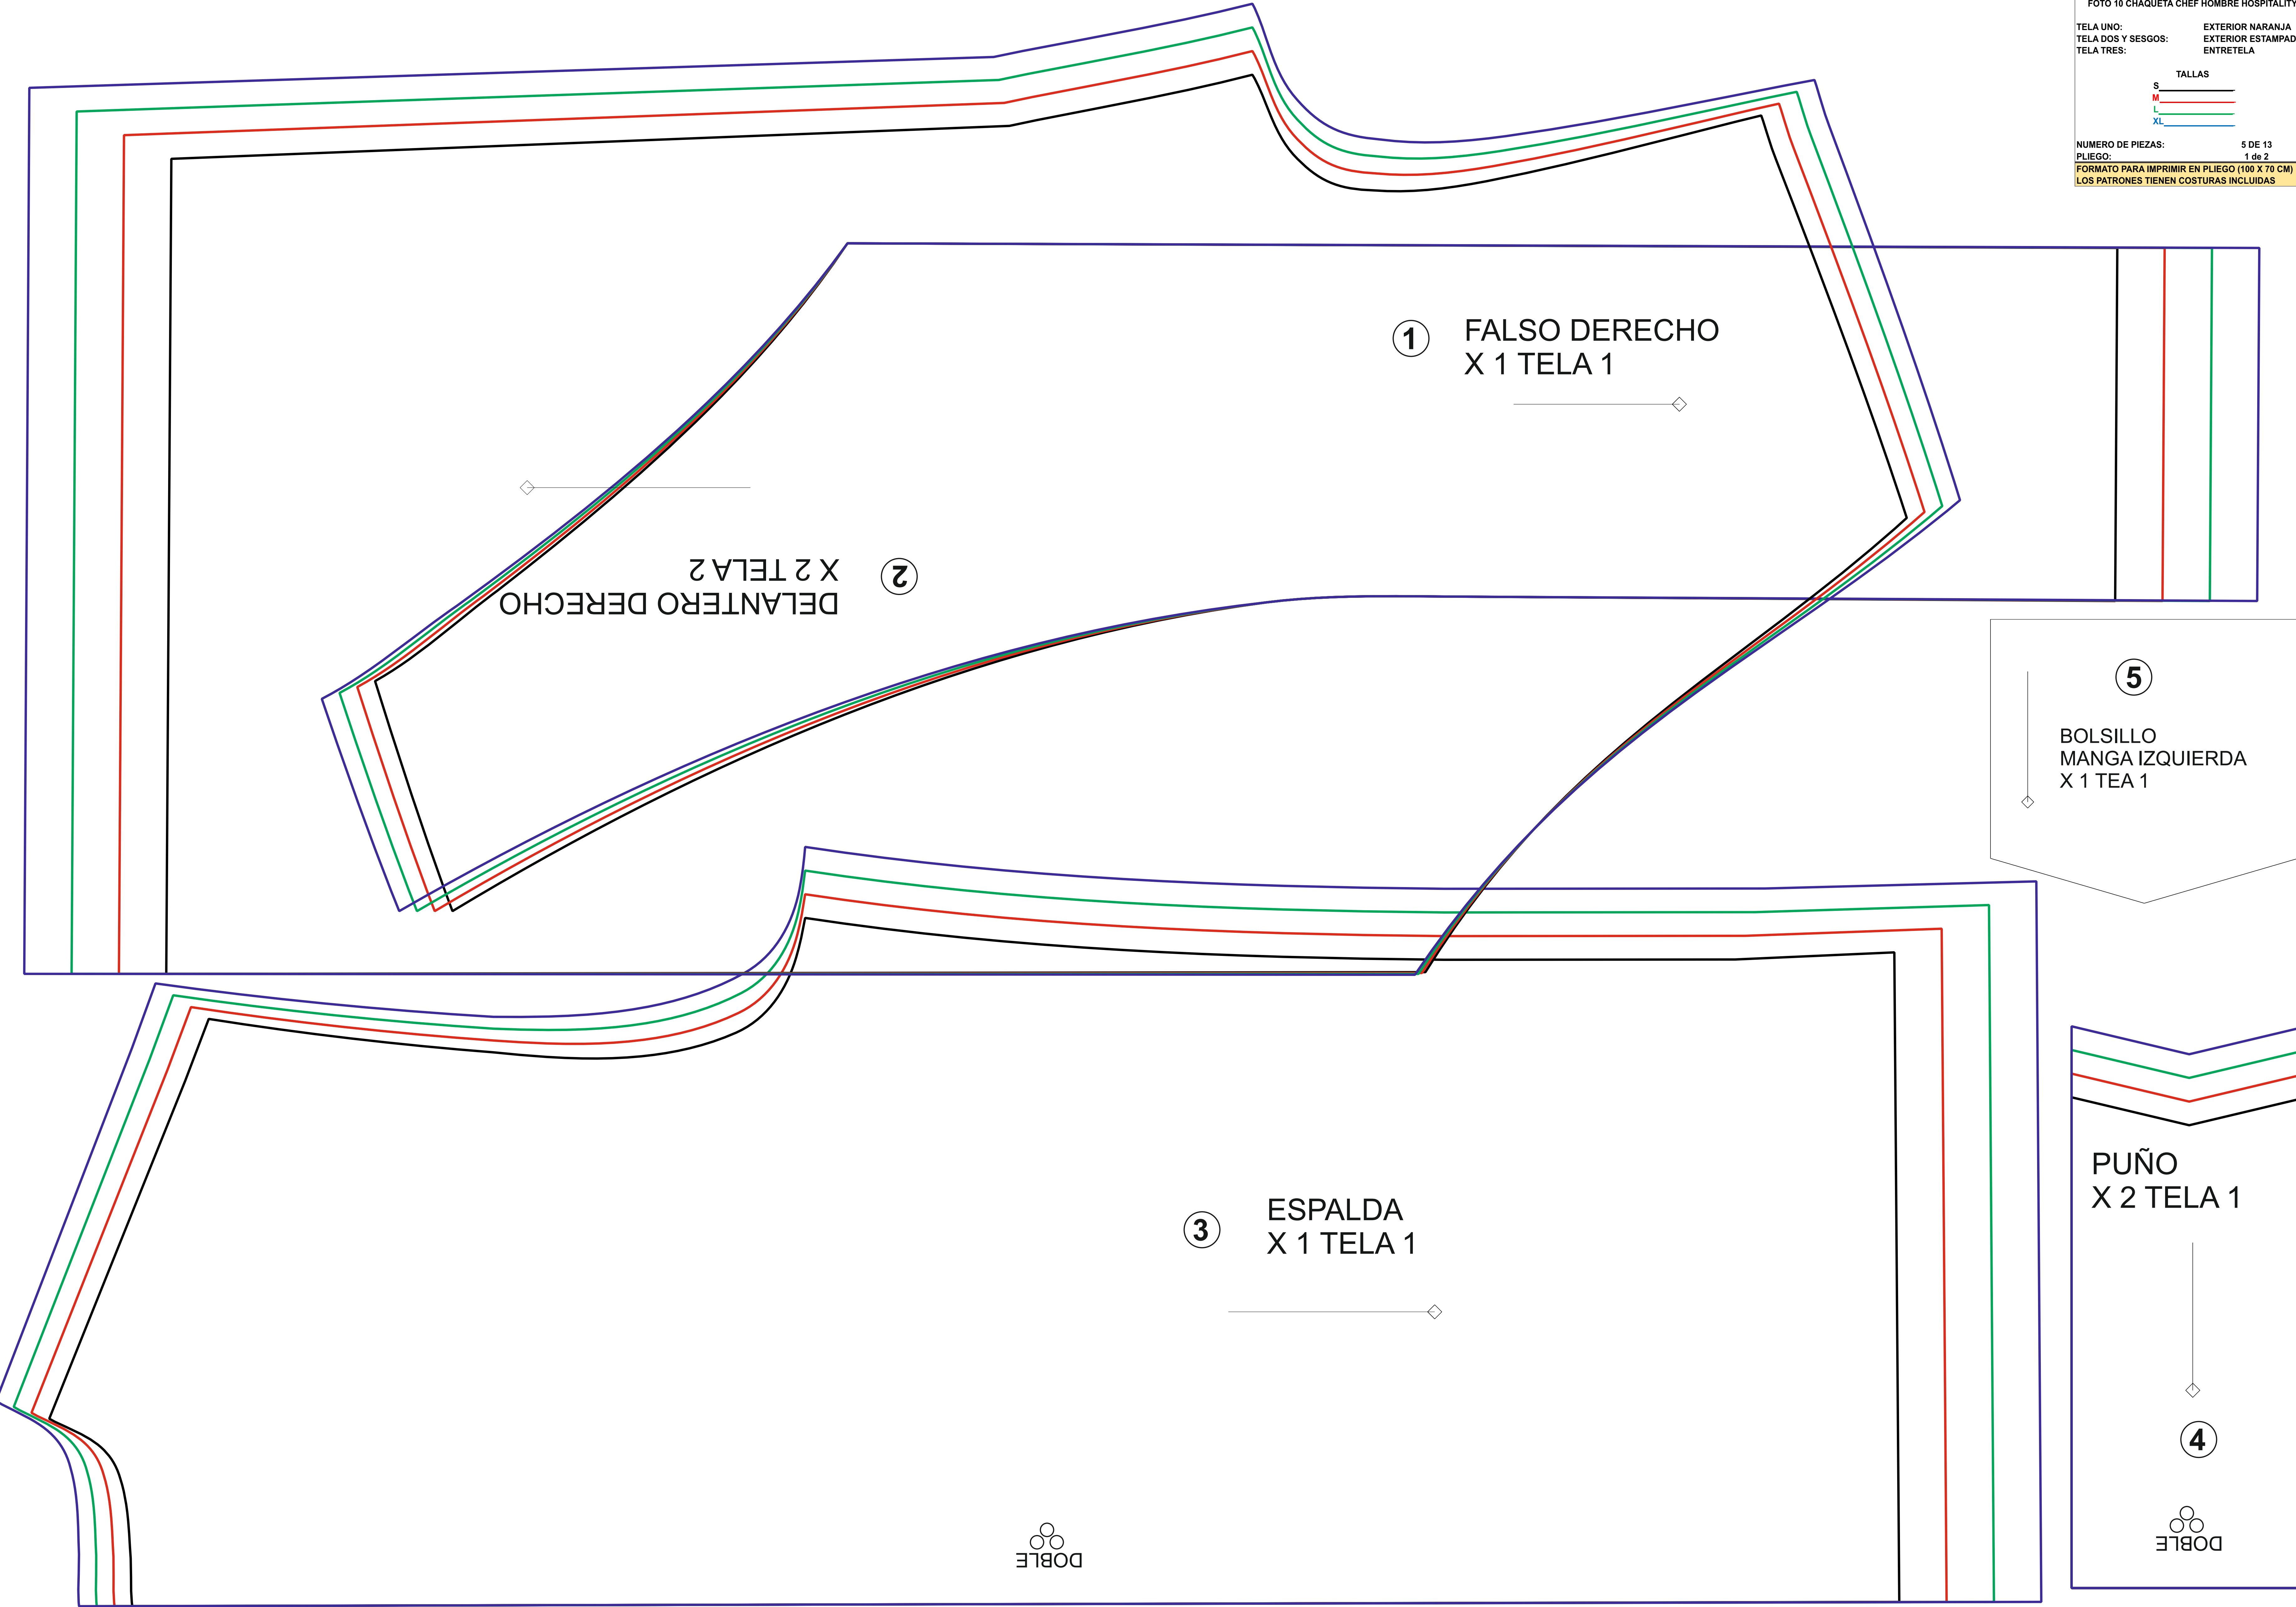 FOTO 10 CHAQUETA CHEF HOMBRE HOSPITALITY
TELA UNO: EXTERIOR NARANJA
TELA DOS Y SESGOS: EXTERIOR ESTAMPAD
TELA TRES: ENTRETELA
TALLAS
S
M
L
XL
NUMERO DE PIEZAS: 5 DE 13
PLIEGO: 1 de 2
FORMATO PARA IMPRIMIR EN PLIEGO (100 X 70 CM)
LOS PATRONES TIENEN COSTURAS INCLUIDAS
1
FALSO DERECHO
X 1 TELA 1
2
DELANTERO DERECHO
X 2 TELA 2
5
BOLSILLO
MANGA IZQUIERDA
X 1 TEA 1
3
ESPALDA
X 1 TELA 1
DOBLE
PUÑO
X 2 TELA 1
4
DOBLE